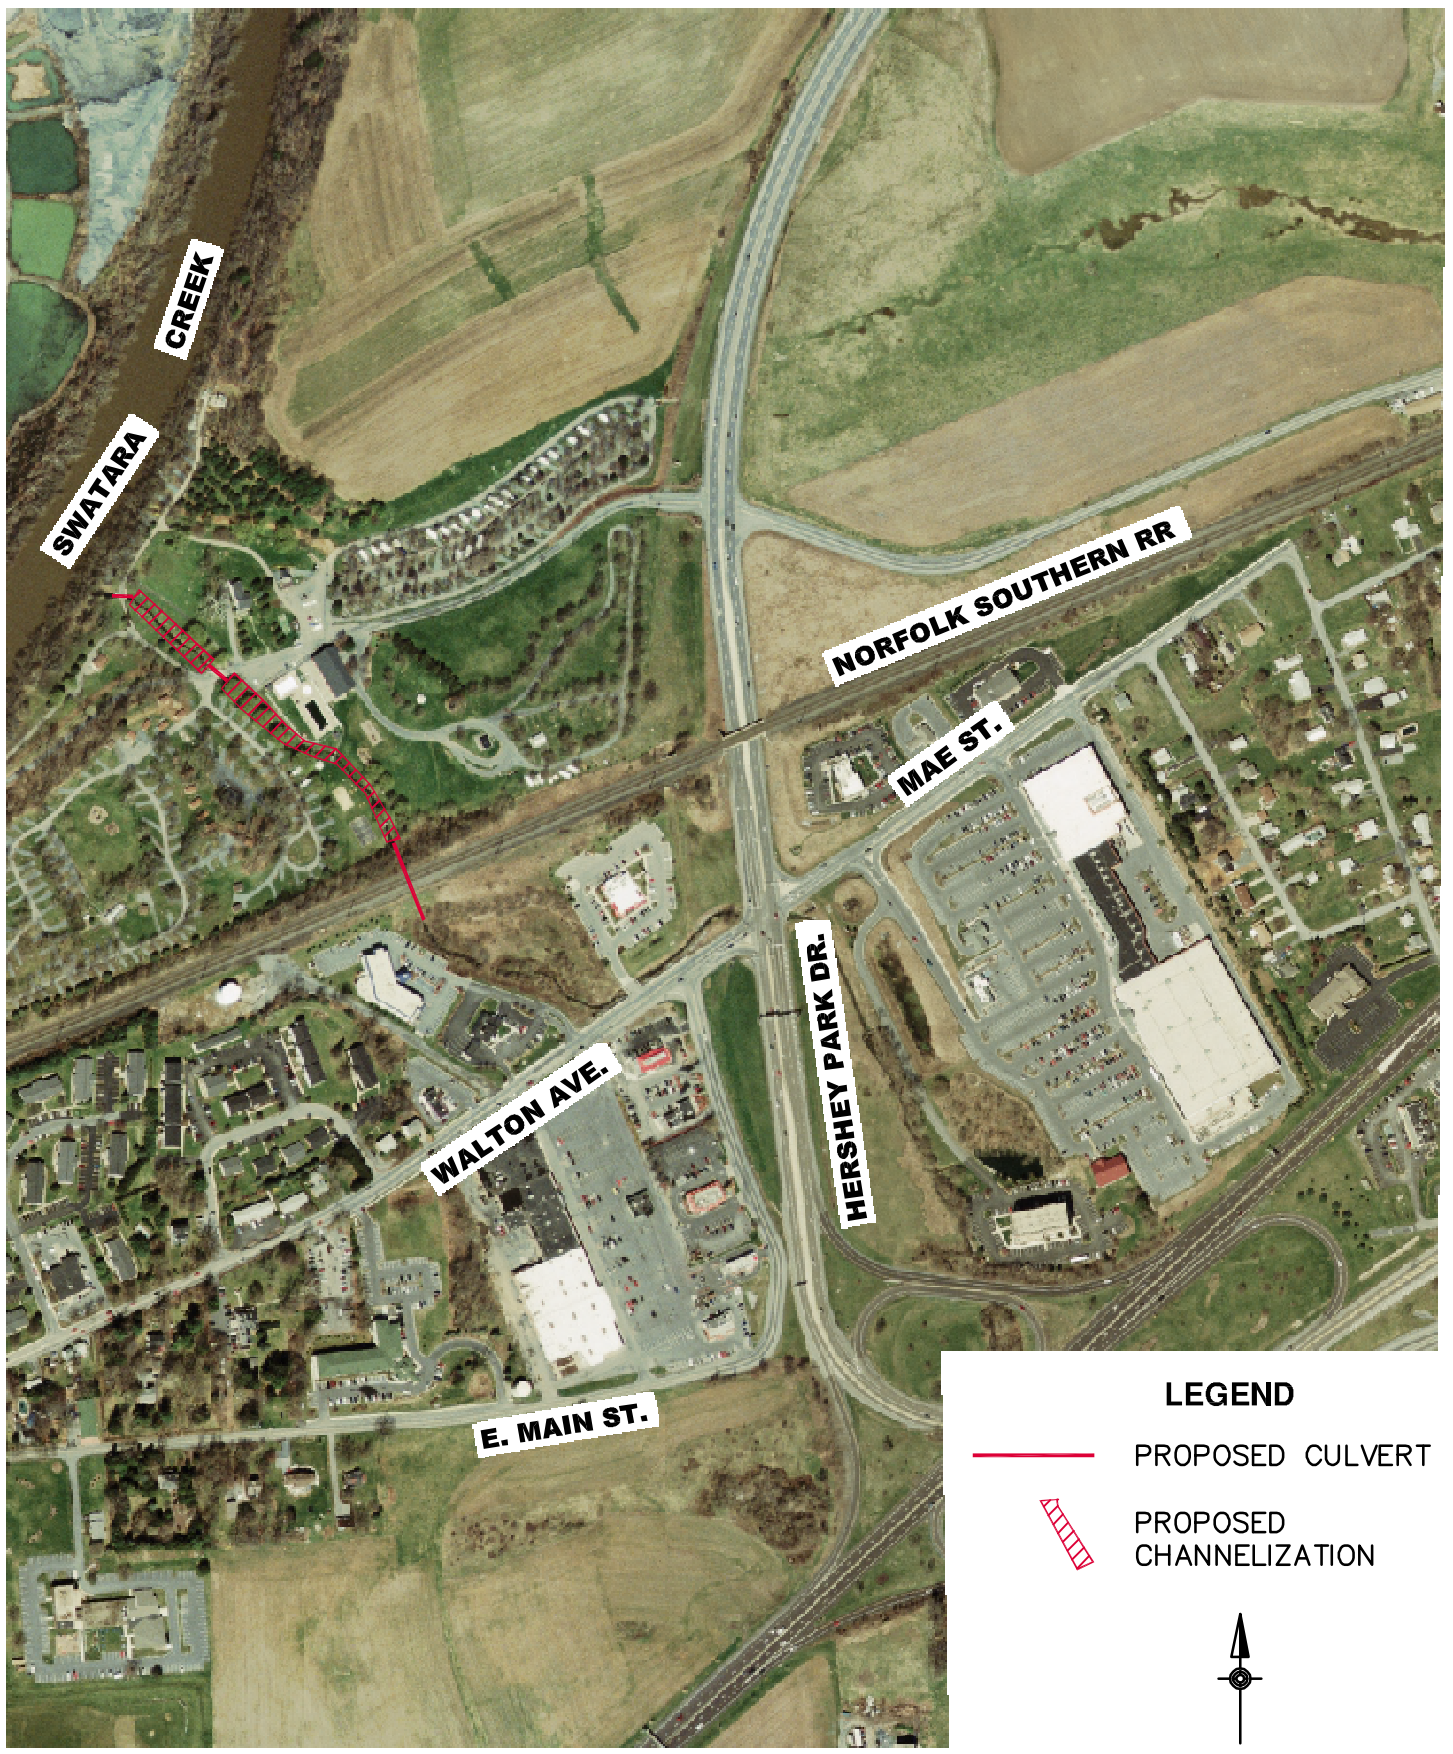 CREEK
SWATARA
NORFOLK SOUTHERN RR
MAE ST.
HERSHEY PARK DR.
WALTON AVE.
E. MAIN ST.
LEGEND
PROPOSED CULVERT
PROPOSED
CHANNELIZATION